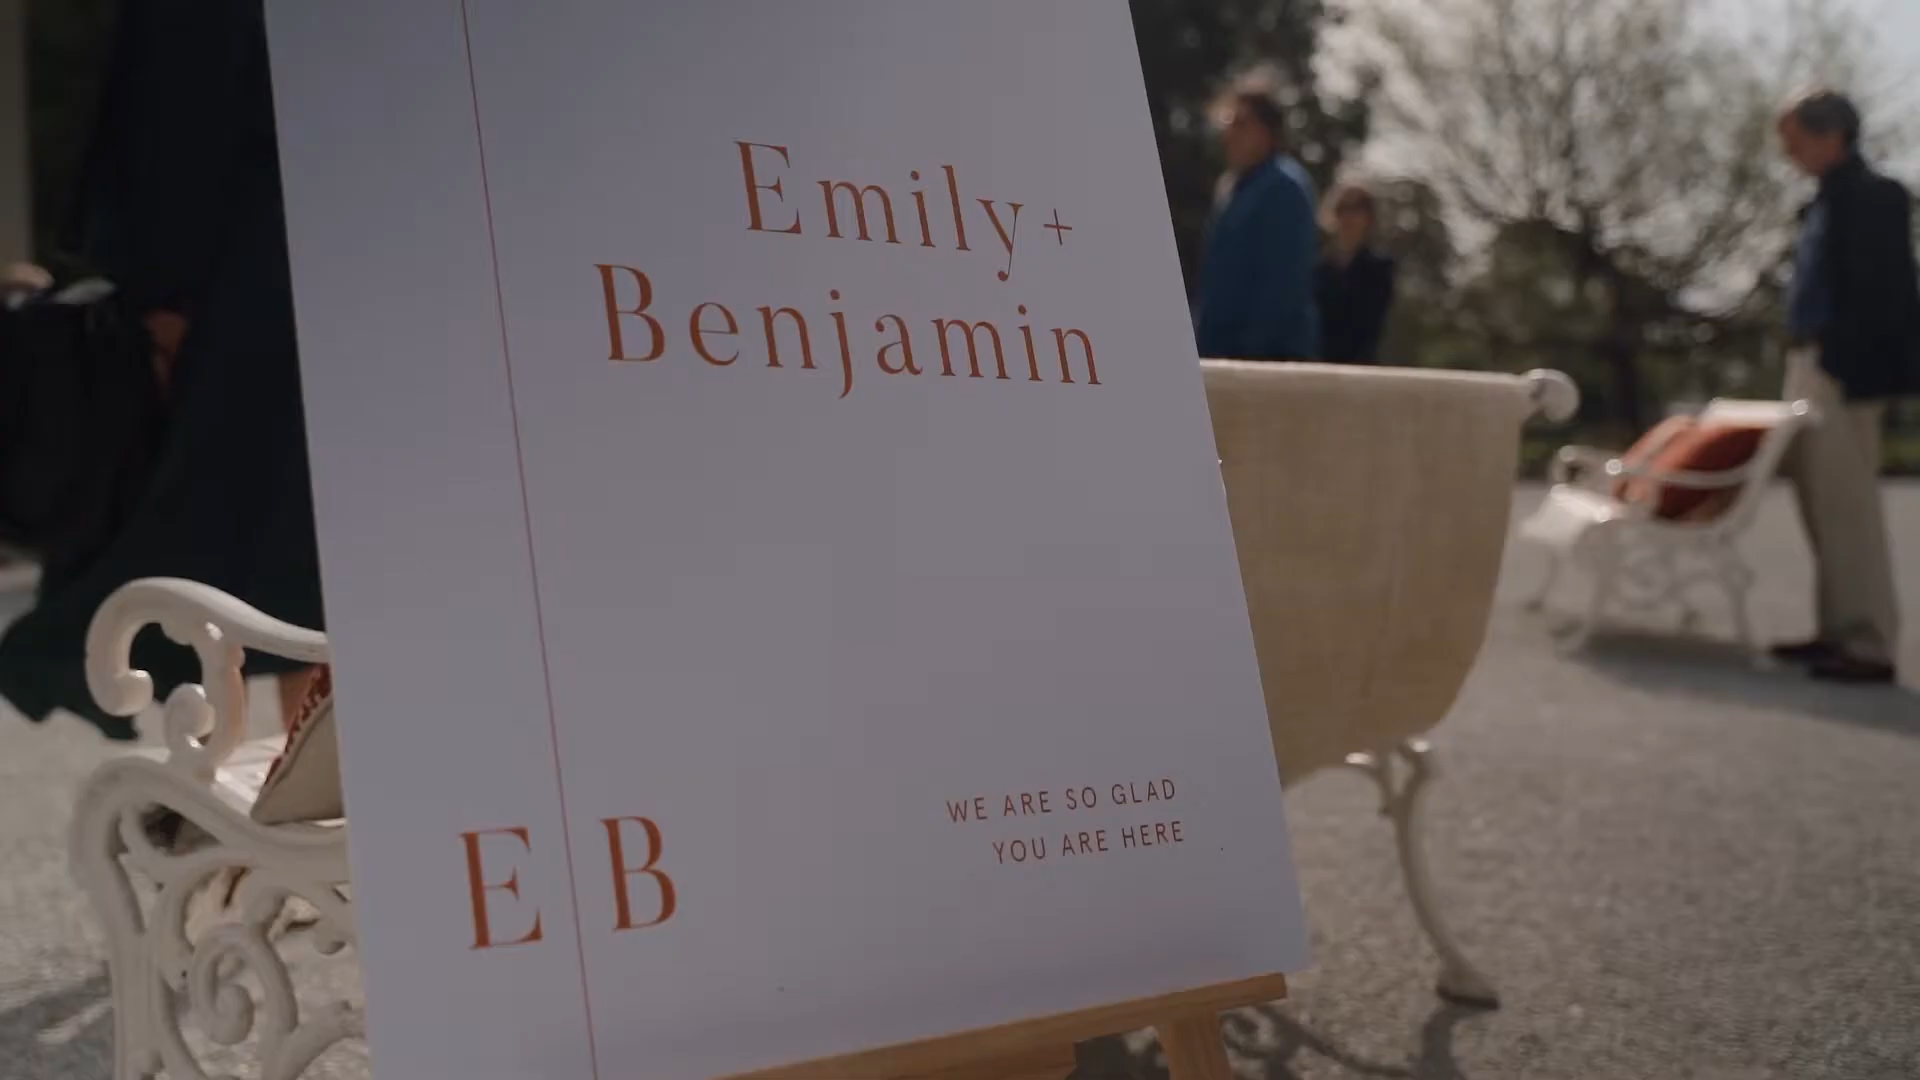 Emily+
Benjamin
E B
WE ARE SO GLAD
YOU ARE HERE